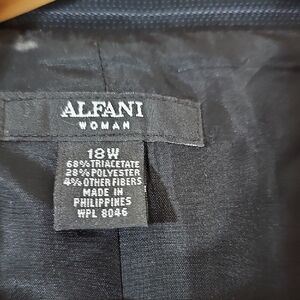 ALFANI
WOMAN
18W
68% TRIACETATE
28% POLYESTER
4% OTHER FIBERS
MADE IN
PHILIPPINES
WPL 8046